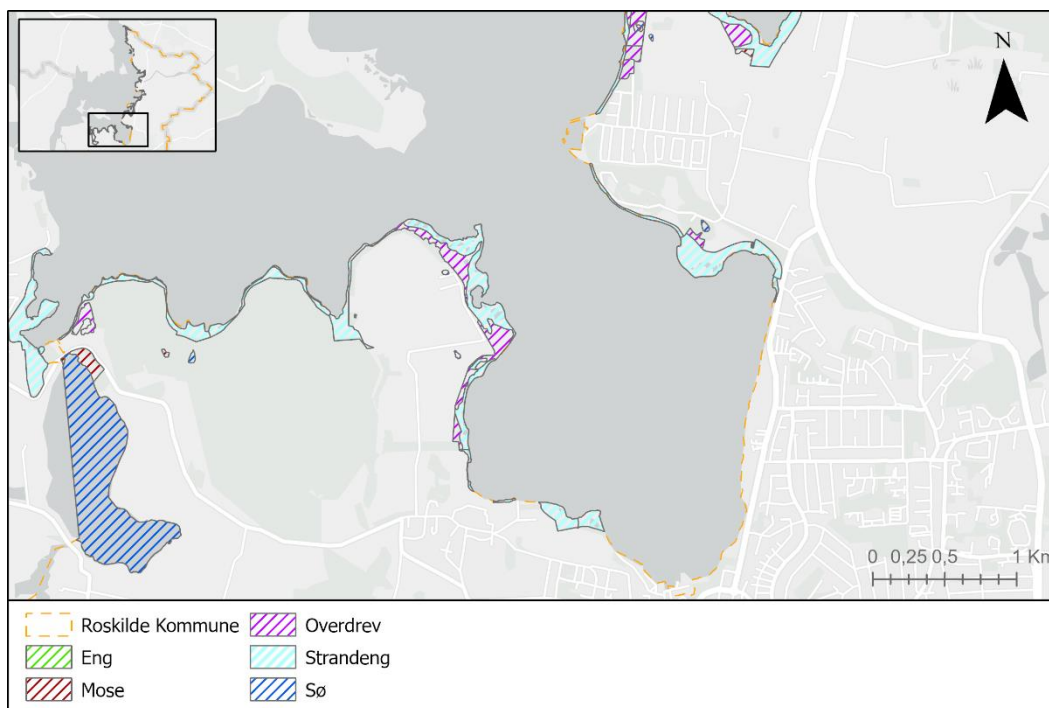 N
0 0,25 0,5 1 Km
Roskilde Kommune
Overdrev
Eng
Strandeng
Mose
Sø